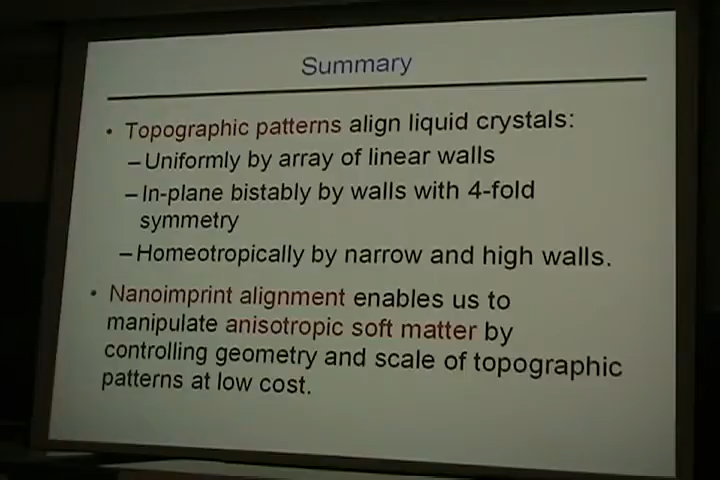 Summary
• Topographic patterns align liquid crystals:
– Uniformly by array of linear walls
– In-plane bistably by walls with 4-fold
symmetry
– Homeotropically by narrow and high walls.
• Nanoimprint alignment enables us to
manipulate anisotropic soft matter by
controlling geometry and scale of topographic
patterns at low cost.